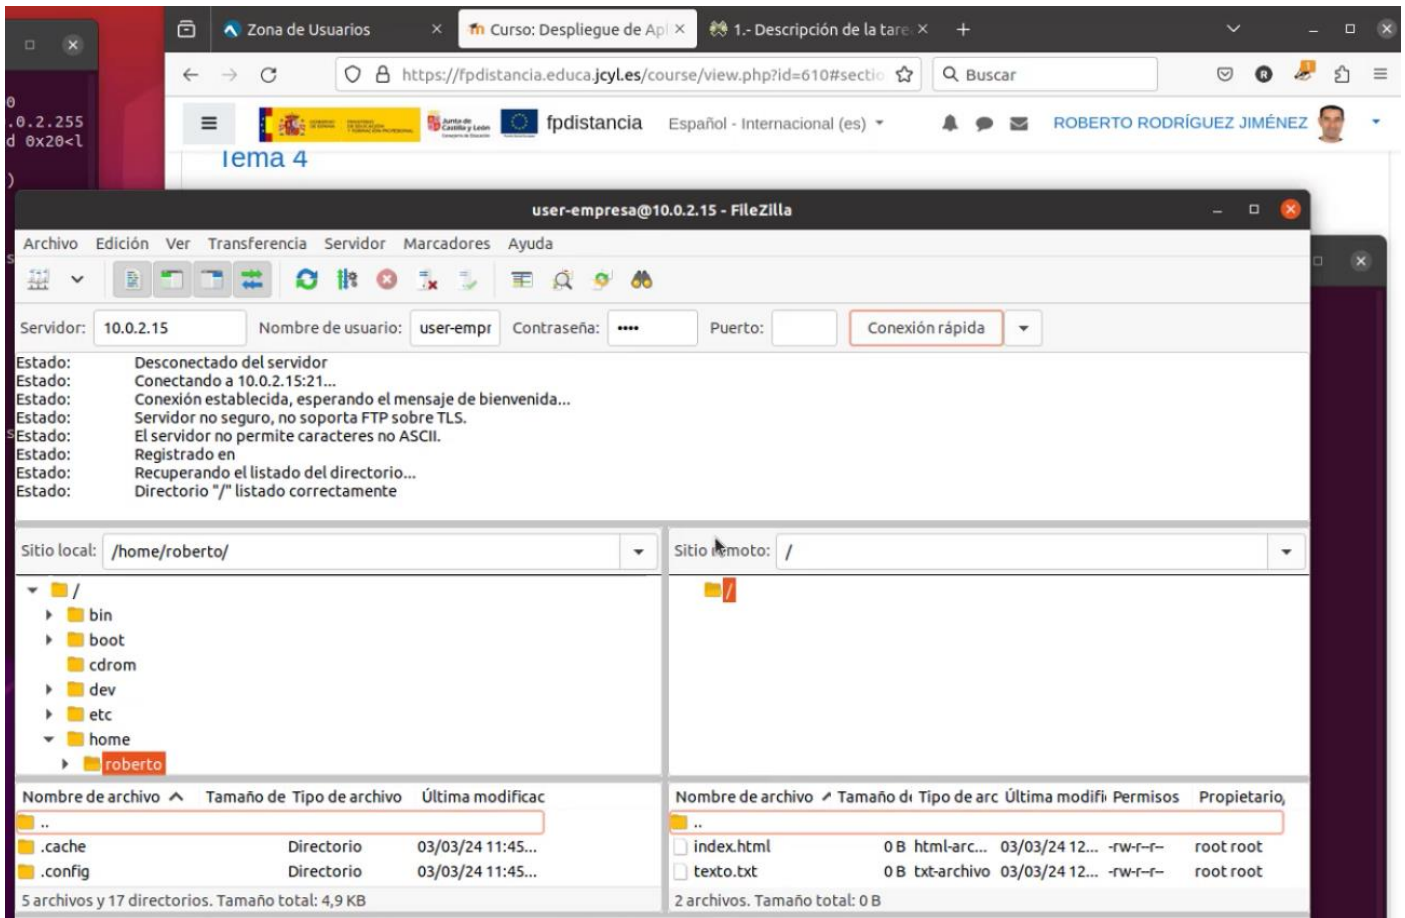 Zona de Usuarios
Curso: Despliegue de Apl
1.- Descripción de la tare
https://fpdistancia.educa.jcyl.es/course/view.php?id=610#sectio
Buscar
0
.0.2.255
d 0x20<l
)
Junta de
Castilla y León
fpdistancia
Español - Internacional (es)
ROBERTO RODRÍGUEZ JIMÉNEZ
Tema 4
user-empresa@10.0.2.15 - FileZilla
Archivo Edición Ver Transferencia Servidor Marcadores Ayuda
Servidor: 10.0.2.15 Nombre de usuario: user-empr Contraseña: •••• Puerto: Conexión rápida
Estado: Desconectado del servidor
Estado: Conectando a 10.0.2.15:21...
Estado: Conexión establecida, esperando el mensaje de bienvenida...
Estado: Servidor no seguro, no soporta FTP sobre TLS.
Estado: El servidor no permite caracteres no ASCII.
Estado: Registrado en
Estado: Recuperando el listado del directorio...
Estado: Directorio "/" listado correctamente
Sitio local: /home/roberto/
/
bin
boot
cdrom
dev
etc
home
roberto
Sitio remoto: /
/
Nombre de archivo Tamaño de Tipo de archivo Última modificac
..
.cache Directorio 03/03/24 11:45...
.config Directorio 03/03/24 11:45...
5 archivos y 17 directorios. Tamaño total: 4,9 KB
Nombre de archivo Tamaño de Tipo de arc Última modifi Permisos Propietario,
..
index.html 0 B html-arc... 03/03/24 12... -rw-r--r-- root root
texto.txt 0 B txt-archivo 03/03/24 12... -rw-r--r-- root root
2 archivos. Tamaño total: 0 B